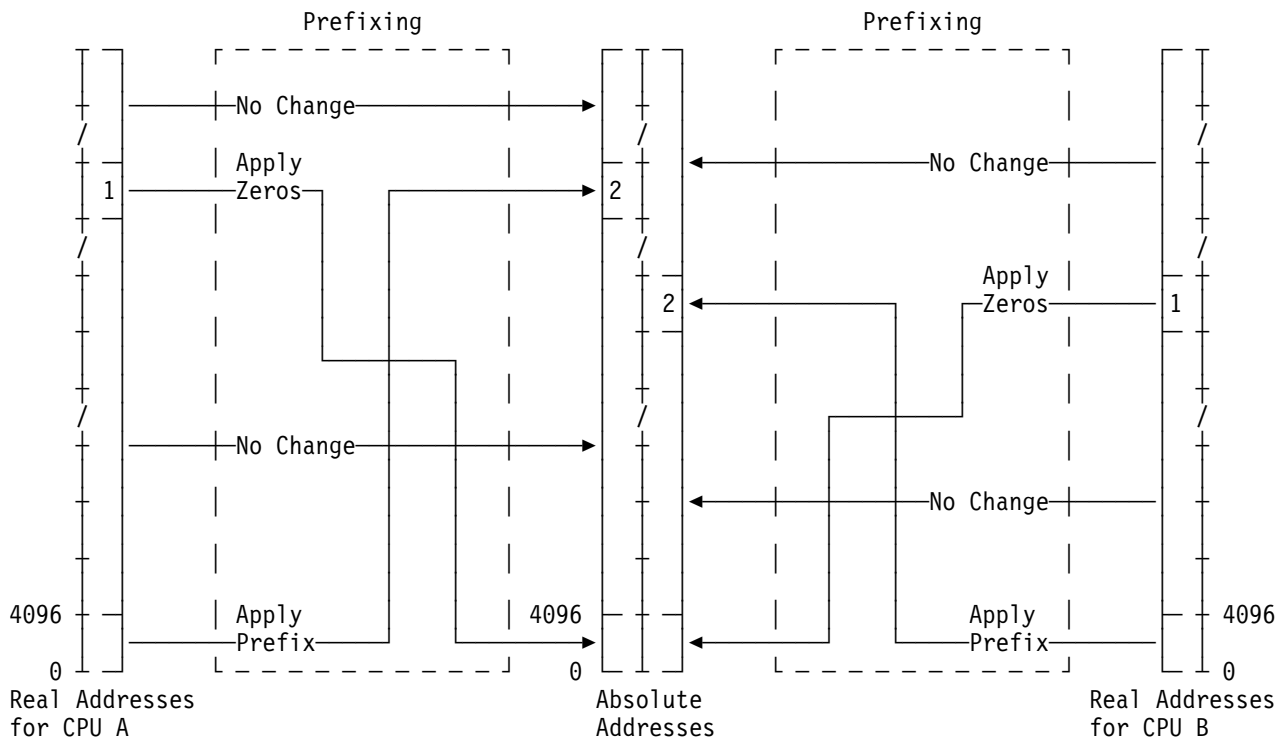 Prefixing
Prefixing
No Change
Apply
No Change
1
Zeros
2
Apply
2
Zeros
1
No Change
No Change
4096
Apply
4096
Apply
4096
Prefix
Prefix
0
0
0
Real Addresses
for CPU A
Absolute
Addresses
Real Addresses
for CPU B